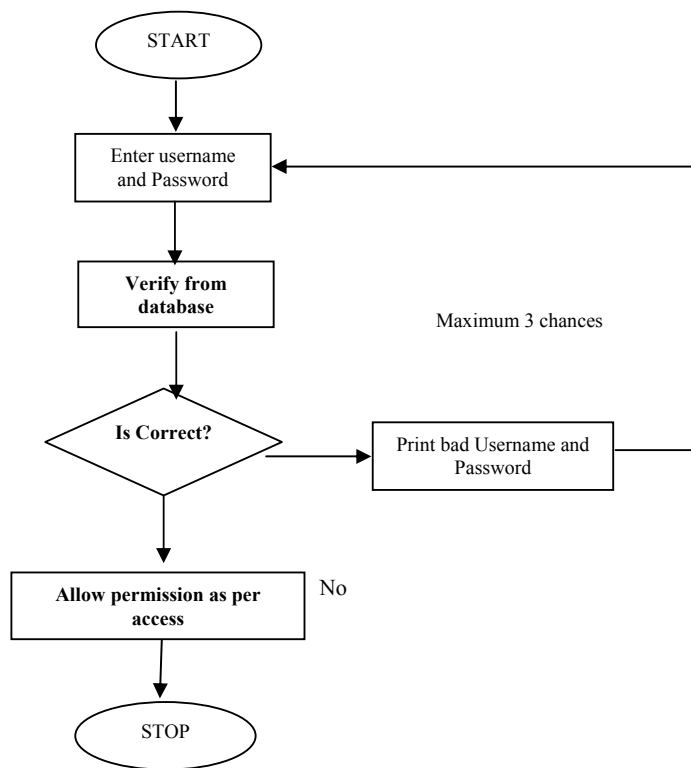 START
Enter username
and Password
Verify from
database
Maximum 3 chances
Is Correct?
Print bad Username and
Password
Allow permission as per
access
No
STOP